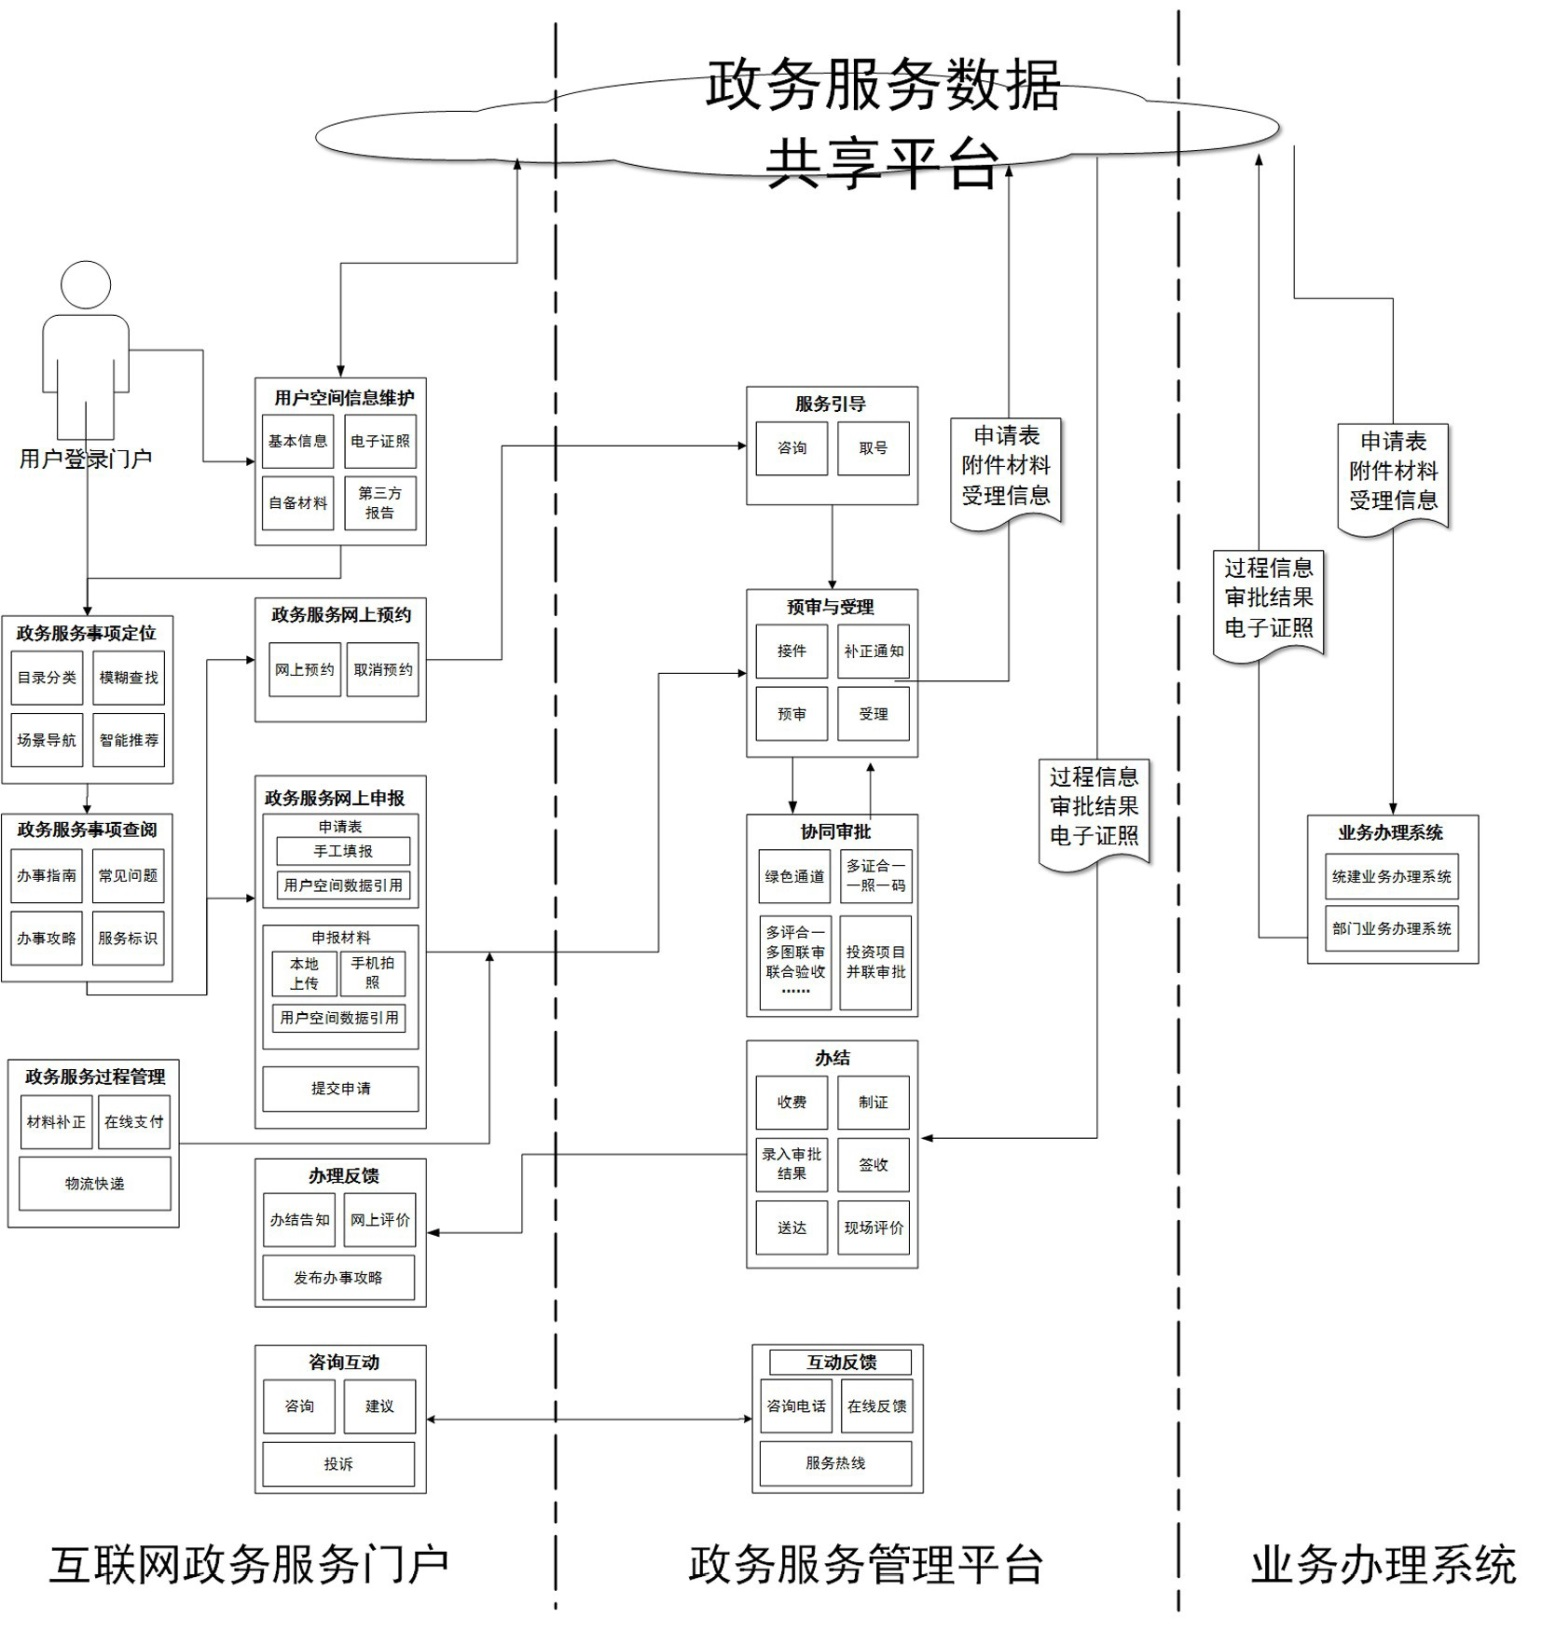 政务服务数据
共享平台
用户登录门户
用户空间信息维护
基本信息
电子证照
自备材料
第三方
报告
政务服务事项定位
目录分类
模糊查找
场景导航
智能推荐
政务服务网上预约
网上预约
取消预约
政务服务事项查阅
办事指南
常见问题
办事攻略
服务标识
政务服务网上申报
申请表
手工填报
用户空间数据引用
申报材料
本地
上传
手机拍
照
用户空间数据引用
提交申请
政务服务过程管理
材料补正
在线支付
物流快递
办理反馈
办结告知
网上评价
发布办事攻略
咨询互动
咨询
建议
投诉
互联网政务服务门户
服务引导
咨询
取号
预审与受理
接件
补正通知
预审
受理
申请表
附件材料
受理信息
协同审批
绿色通道
多证合一
一照一码
多评合一
多图联审
联合验收
......
投资项目
并联审批
过程信息
审批结果
电子证照
办结
收费
制证
录入审批
结果
签收
送达
现场评价
互动反馈
咨询电话
在线反馈
服务热线
政务服务管理平台
申请表
附件材料
受理信息
过程信息
审批结果
电子证照
业务办理系统
统建业务办理系统
部门业务办理系统
业务办理系统